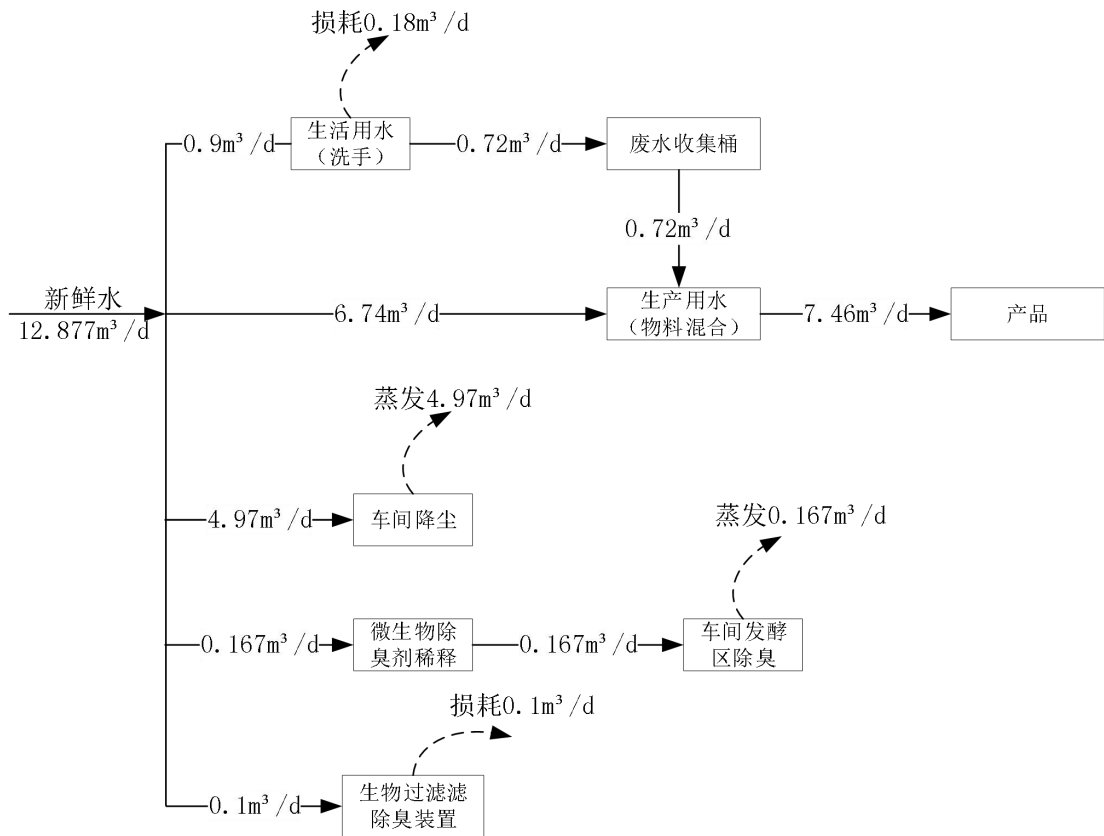 损耗0.18m³/d
0.9m³/d
生活用水
（洗手）
0.72m³/d
废水收集桶
0.72m³/d
新鲜水
12.877m³/d
6.74m³/d
生产用水
（物料混合）
7.46m³/d
产品
蒸发4.97m³/d
4.97m³/d
车间降尘
蒸发0.167m³/d
0.167m³/d
微生物除
臭剂稀释
0.167m³/d
车间发酵
区除臭
损耗0.1m³/d
0.1m³/d
生物过滤滤
除臭装置